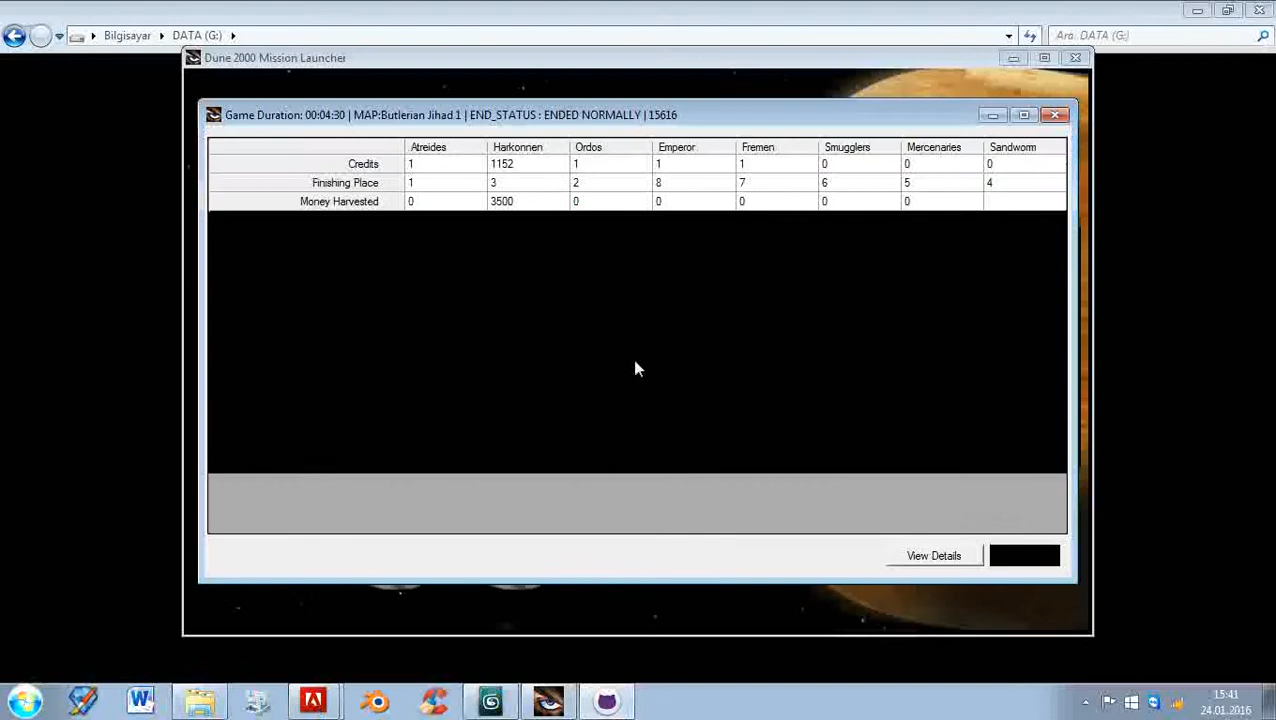 Bilgisayar DATA (G:) Ara: DATA (G:)
Dune 2000 Mission Launcher
Game Duration: 00:04:30 | MAP:Butlerian Jihad 1 | END_STATUS : ENDED NORMALLY | 15616
Atreides Harkonnen Ordos Emperor Fremen Smugglers Mercenaries Sandworm
Credits 1 1152 1 1 1 0 0 0
Finishing Place 1 3 2 8 7 6 5 4
Money Harvested 0 3500 0 0 0 0 0
View Details
15:41
24.01.2016